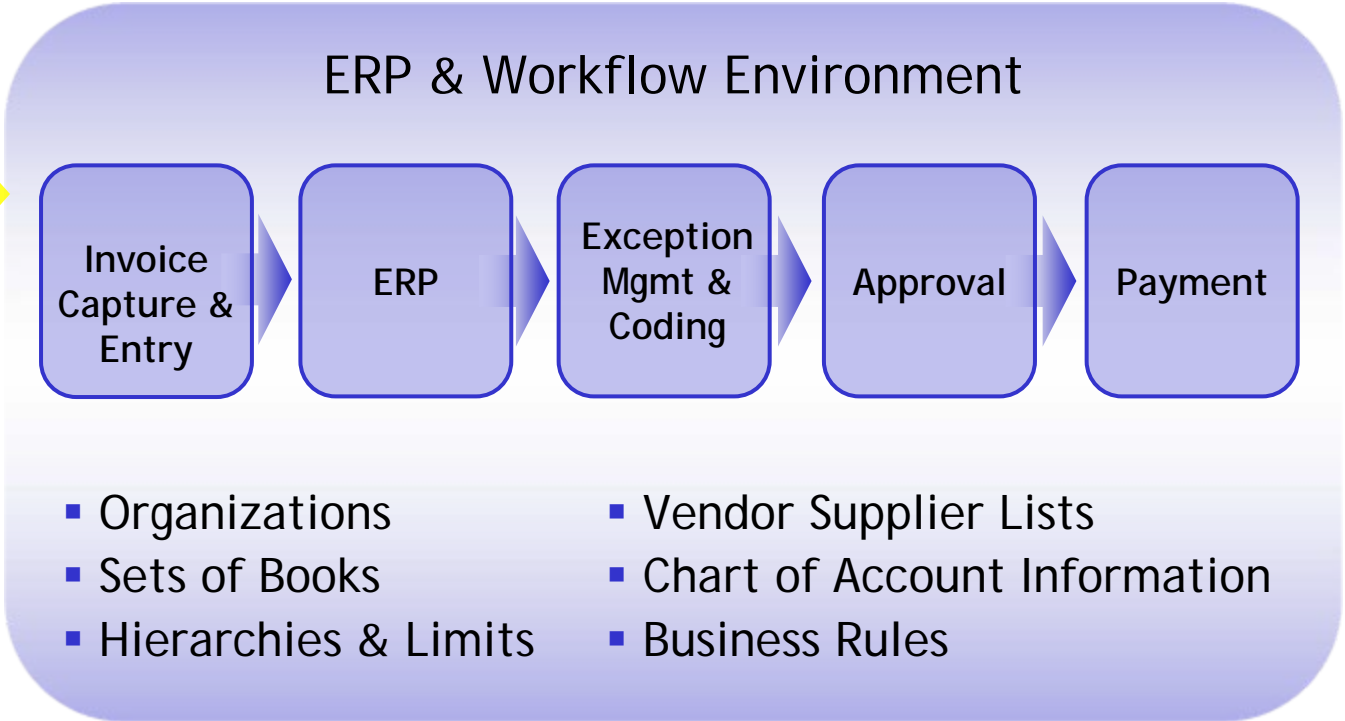 ERP & Workflow Environment
Invoice
Capture &
Entry
ERP
Exception
Mgmt &
Coding
Approval
Payment
▪ Organizations
▪ Sets of Books
▪ Hierarchies & Limits
▪ Vendor Supplier Lists
▪ Chart of Account Information
▪ Business Rules